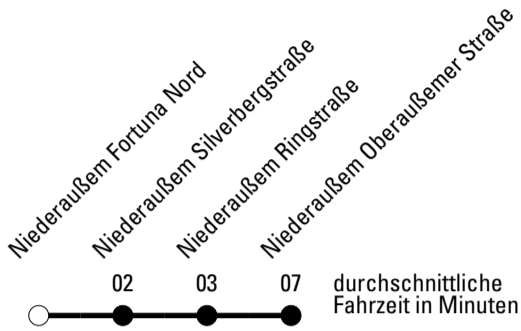 Niederaußem Fortuna Nord
Niederaußem Silverbergstraße
Niederaußem Ringstraße
Niederaußem Oberaußemer Straße
02 03 07 durchschnittliche
Fahrzeit in Minuten